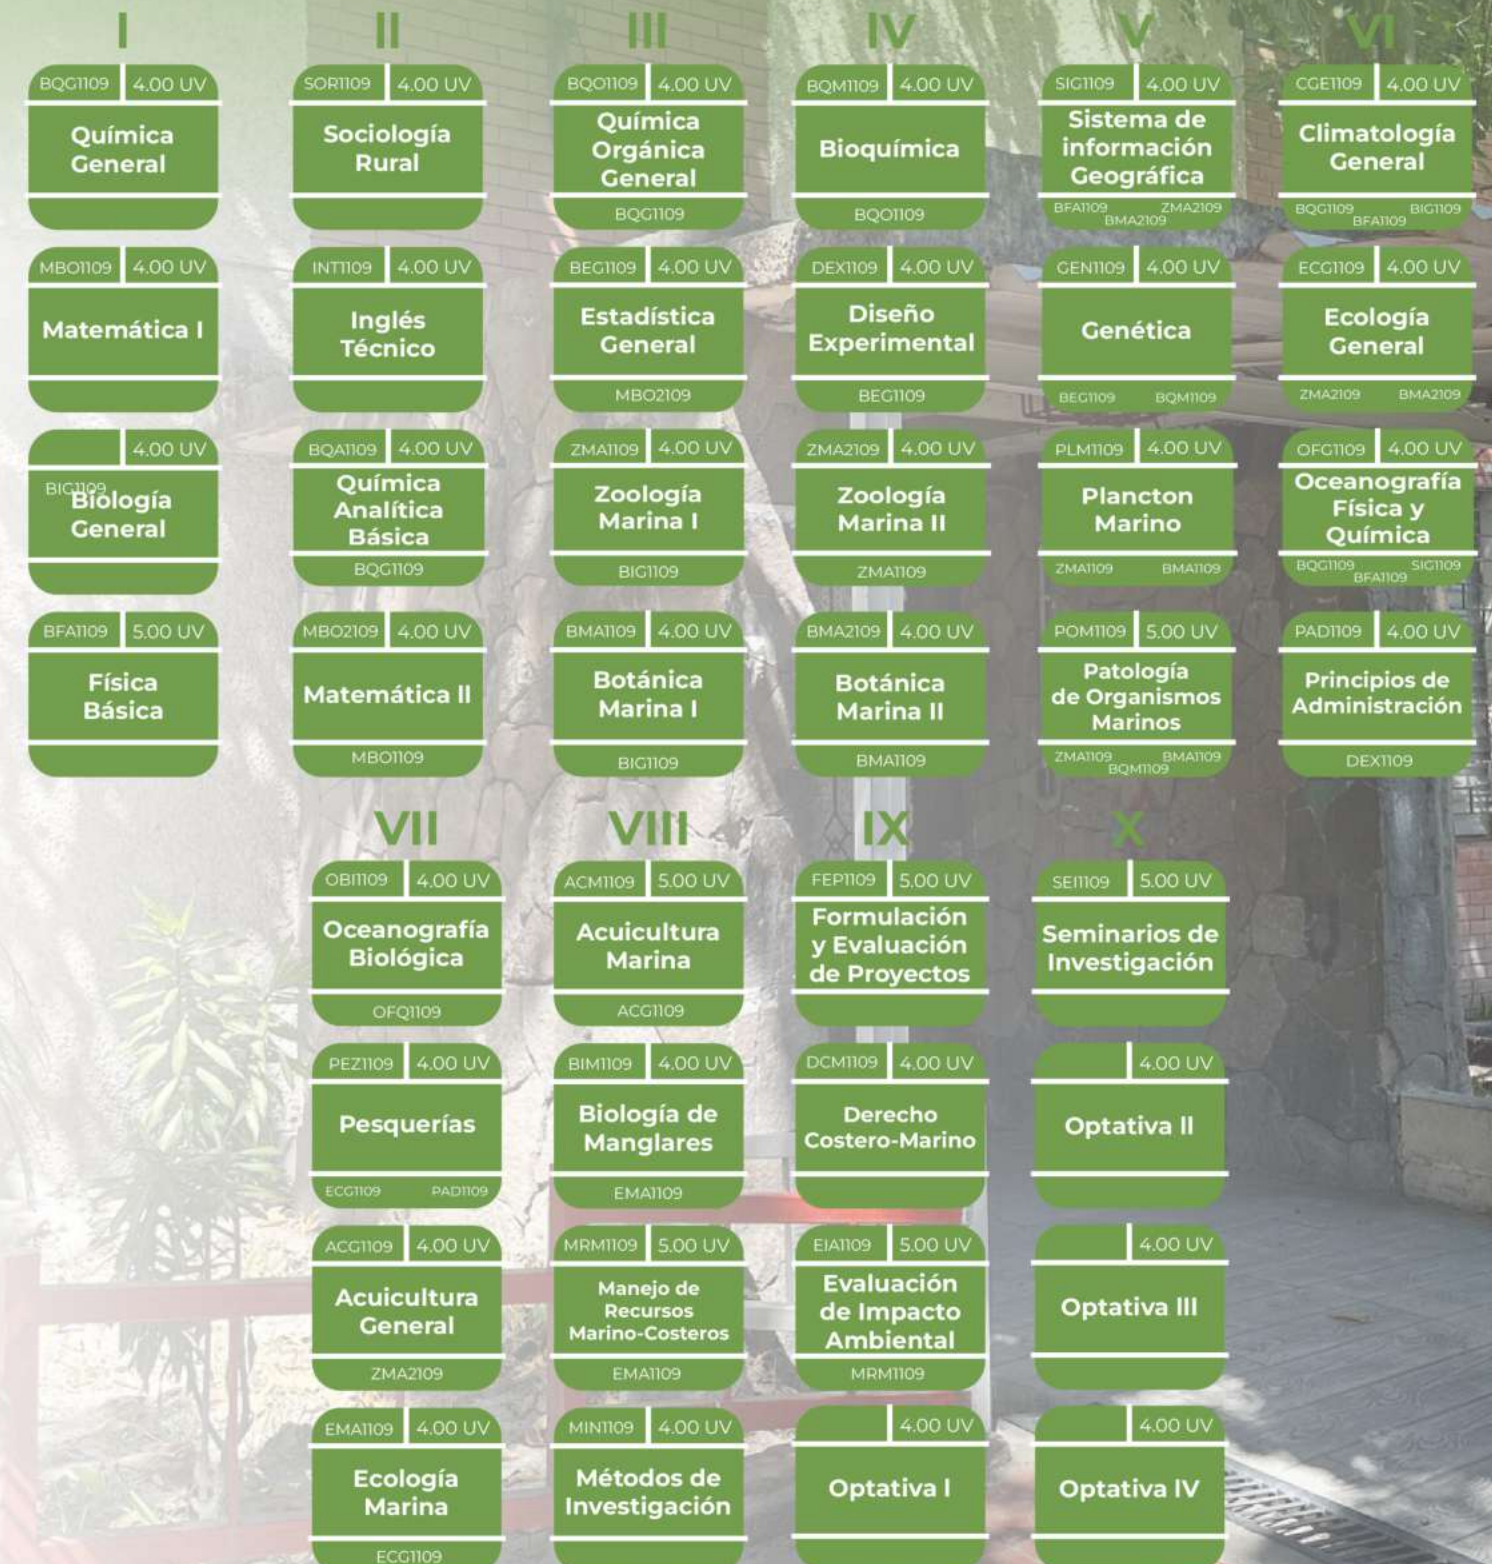 I II III IV V VI
BQG1109 4.00 UV
Química
General
SOR1109 4.00 UV
Sociología
Rural
BQO1109 4.00 UV
Química
Orgánica
General
BQG1109
BQM1109 4.00 UV
Bioquímica
BQO1109
SIG1109 4.00 UV
Sistema de
información
Geográfica
BFA1109 ZMA2109
BMA2109
CGE1109 4.00 UV
Climatología
General
BQG1109 BIG1109
BFA1109
MBO1109 4.00 UV
Matemática I
INT1109 4.00 UV
Inglés
Técnico
BEG1109 4.00 UV
Estadística
General
MBO2109
DEX1109 4.00 UV
Diseño
Experimental
BEG1109
GEN1109 4.00 UV
Genética
BEG1109 BQM1109
ECG1109 4.00 UV
Ecología
General
ZMA2109 BMA2109
4.00 UV
BIG1109
Biología
General
BQA1109 4.00 UV
Química
Analítica
Básica
BQG1109
ZMA1109 4.00 UV
Zoología
Marina I
BIG1109
ZMA2109 4.00 UV
Zoología
Marina II
ZMA1109
PLM1109 4.00 UV
Plancton
Marino
ZMA1109 BMA1109
OFG1109 4.00 UV
Oceanografía
Física y
Química
BQG1109 SIG1109
BFA1109
BFA1109 5.00 UV
Física
Básica
MBO2109 4.00 UV
Matemática II
MBO1109
BMA1109 4.00 UV
Botánica
Marina I
BIG1109
BMA2109 4.00 UV
Botánica
Marina II
BMA1109
POM1109 5.00 UV
Patología
de Organismos
Marinos
ZMA1109 BMA1109
BQM1109
PAD1109 4.00 UV
Principios de
Administración
DEX1109
VII VIII IX X
OBI1109 4.00 UV
Oceanografía
Biológica
OFQ1109
ACM1109 5.00 UV
Acuicultura
Marina
ACG1109
FEP1109 5.00 UV
Formulación
y Evaluación
de Proyectos
SEI1109 5.00 UV
Seminarios de
Investigación
PEZ1109 4.00 UV
Pesquerías
ECG1109 PAD1109
BIM1109 4.00 UV
Biología de
Manglares
EMA1109
DCM1109 4.00 UV
Derecho
Costero-Marino
4.00 UV
Optativa II
ACG1109 4.00 UV
Acuicultura
General
ZMA2109
MRM1109 5.00 UV
Manejo de
Recursos
Marino-Costeros
EMA1109
EIA1109 5.00 UV
Evaluación
de Impacto
Ambiental
MRM1109
4.00 UV
Optativa III
EMA1109 4.00 UV
Ecología
Marina
ECG1109
MIN1109 4.00 UV
Métodos de
Investigación
4.00 UV
Optativa I
4.00 UV
Optativa IV